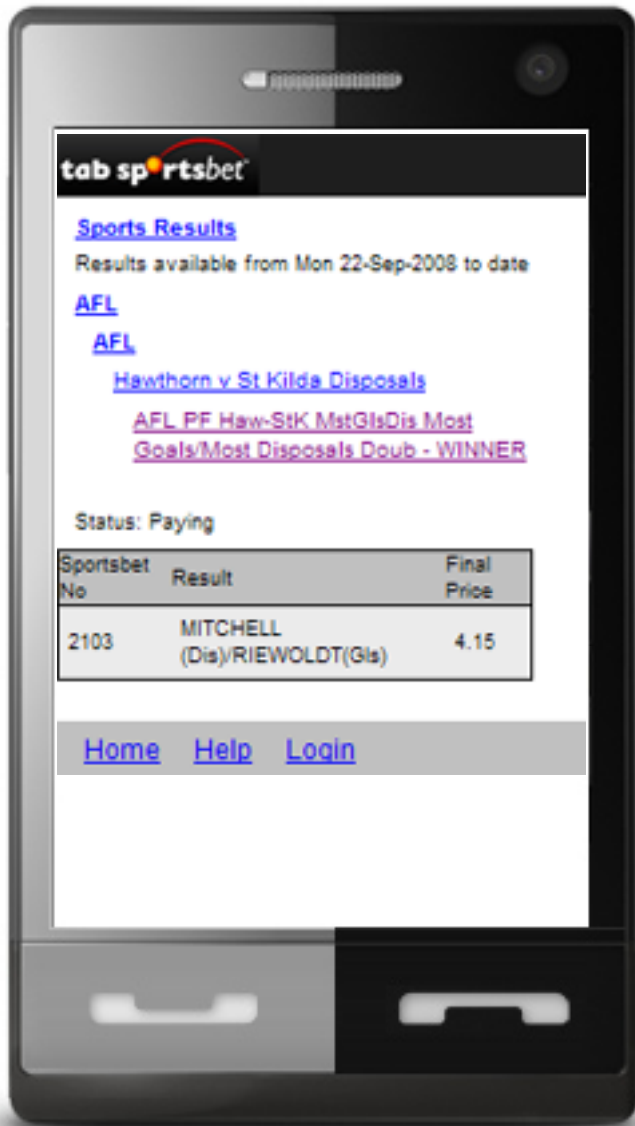 tab sportsbet
Sports Results
Results available from Mon 22-Sep-2008 to date
AFL
AFL
Hawthorn v St Kilda Disposals
AFL PF Haw-StK MstGlsDis Most
Goals/Most Disposals Doub - WINNER
Status: Paying
Sportsbet No Result Final Price
2103 MITCHELL (Dis)/RIEWOLDT(Gls) 4.15
Home Help Login